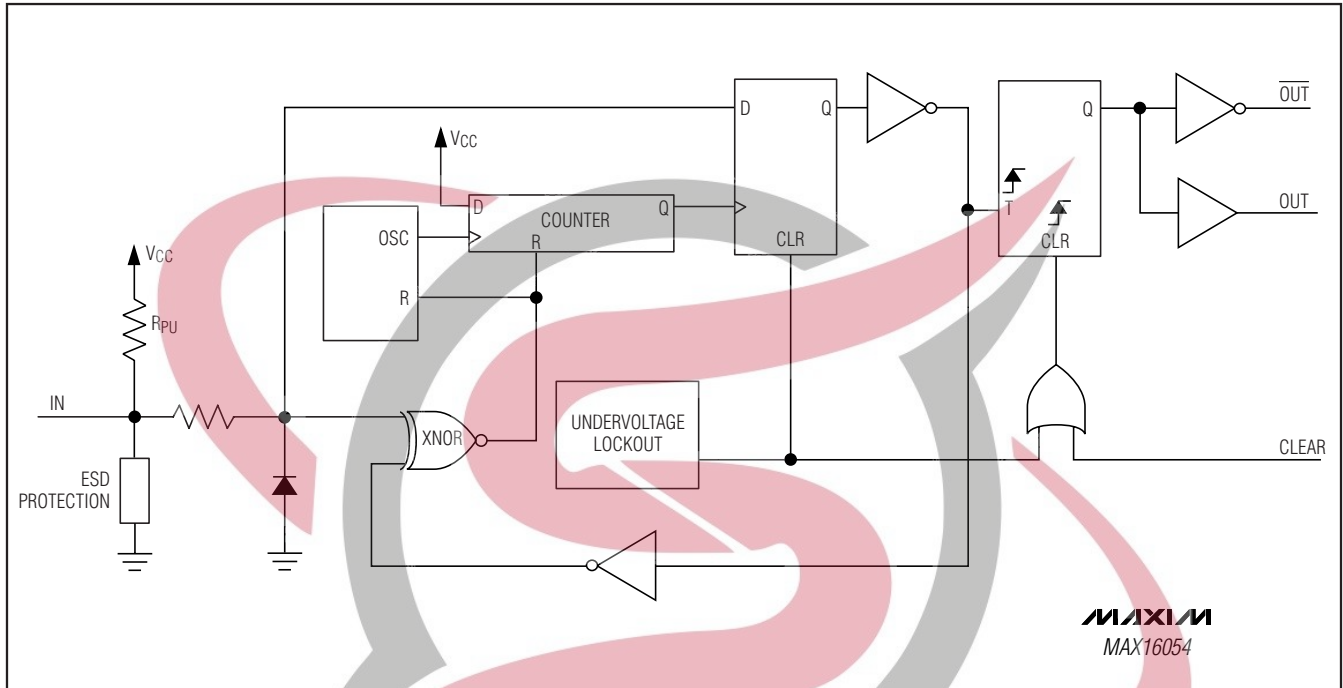 D
Q
Q
OUT
VCC
D
COUNTER
Q
OSC
R
T
CLR
CLR
OUT
VCC
R
RPU
IN
XNOR
UNDERVOLTAGE
LOCKOUT
CLEAR
ESD
PROTECTION
MAXIM
MAX16054